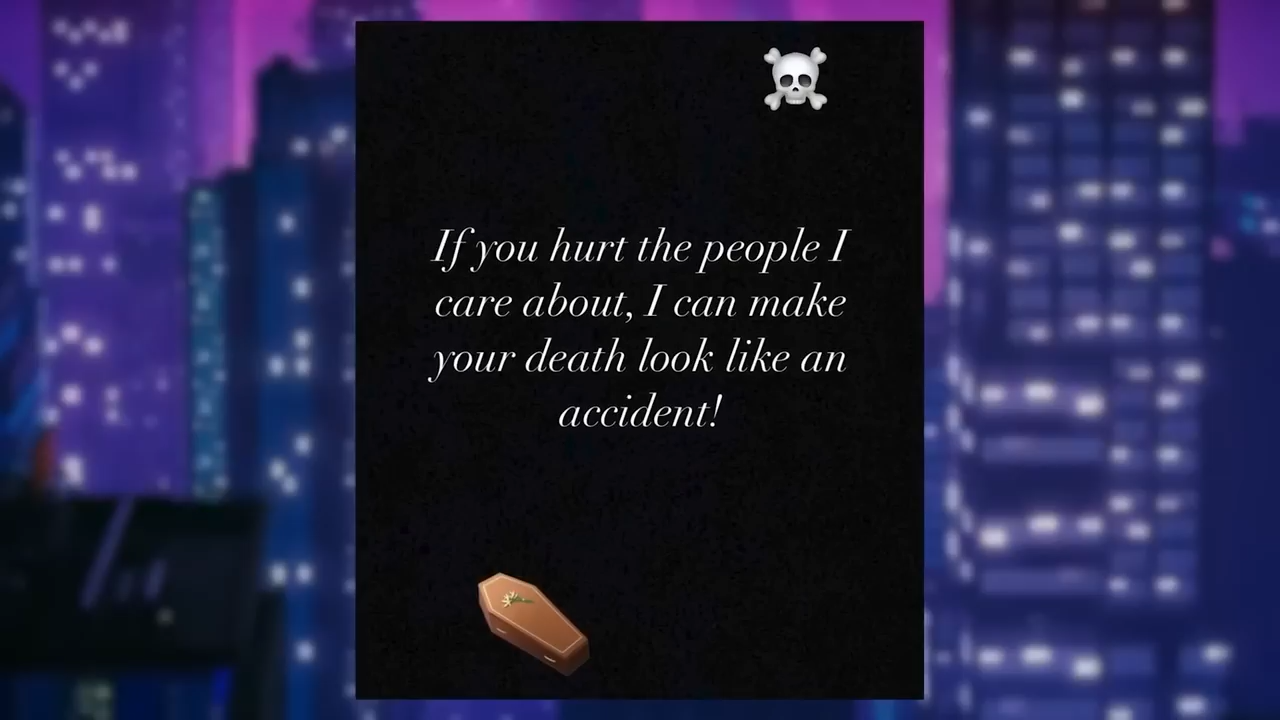 If you hurt the people I
care about, I can make
your death look like an
accident!